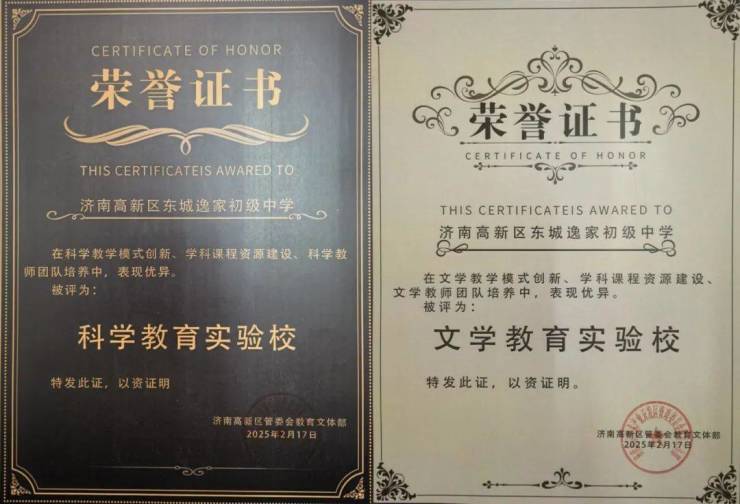 CERTIFICATE OF HONOR
荣誉证书
THIS CERTIFICATEIS AWARED TO
济南高新区东城逸家初级中学
在科学教学模式创新、学科课程资源建设、科学教
师团队培养中，表现优异。
被评为：
科学教育实验校
特发此证，以资证明
济南高新区管委会教育文体部
2025年2月17日
荣誉证书
CERTIFICATE OF HONOR
THIS CERTIFICATEIS AWARED TO
济南高新区东城逸家初级中学
在文学教学模式创新、学科课程资源建设、
文学教师团队培养中，表现优异。
被评为：
文学教育实验校
特发此证，以资证明。
济南高新区管委会教育文体部
2025年2月17日